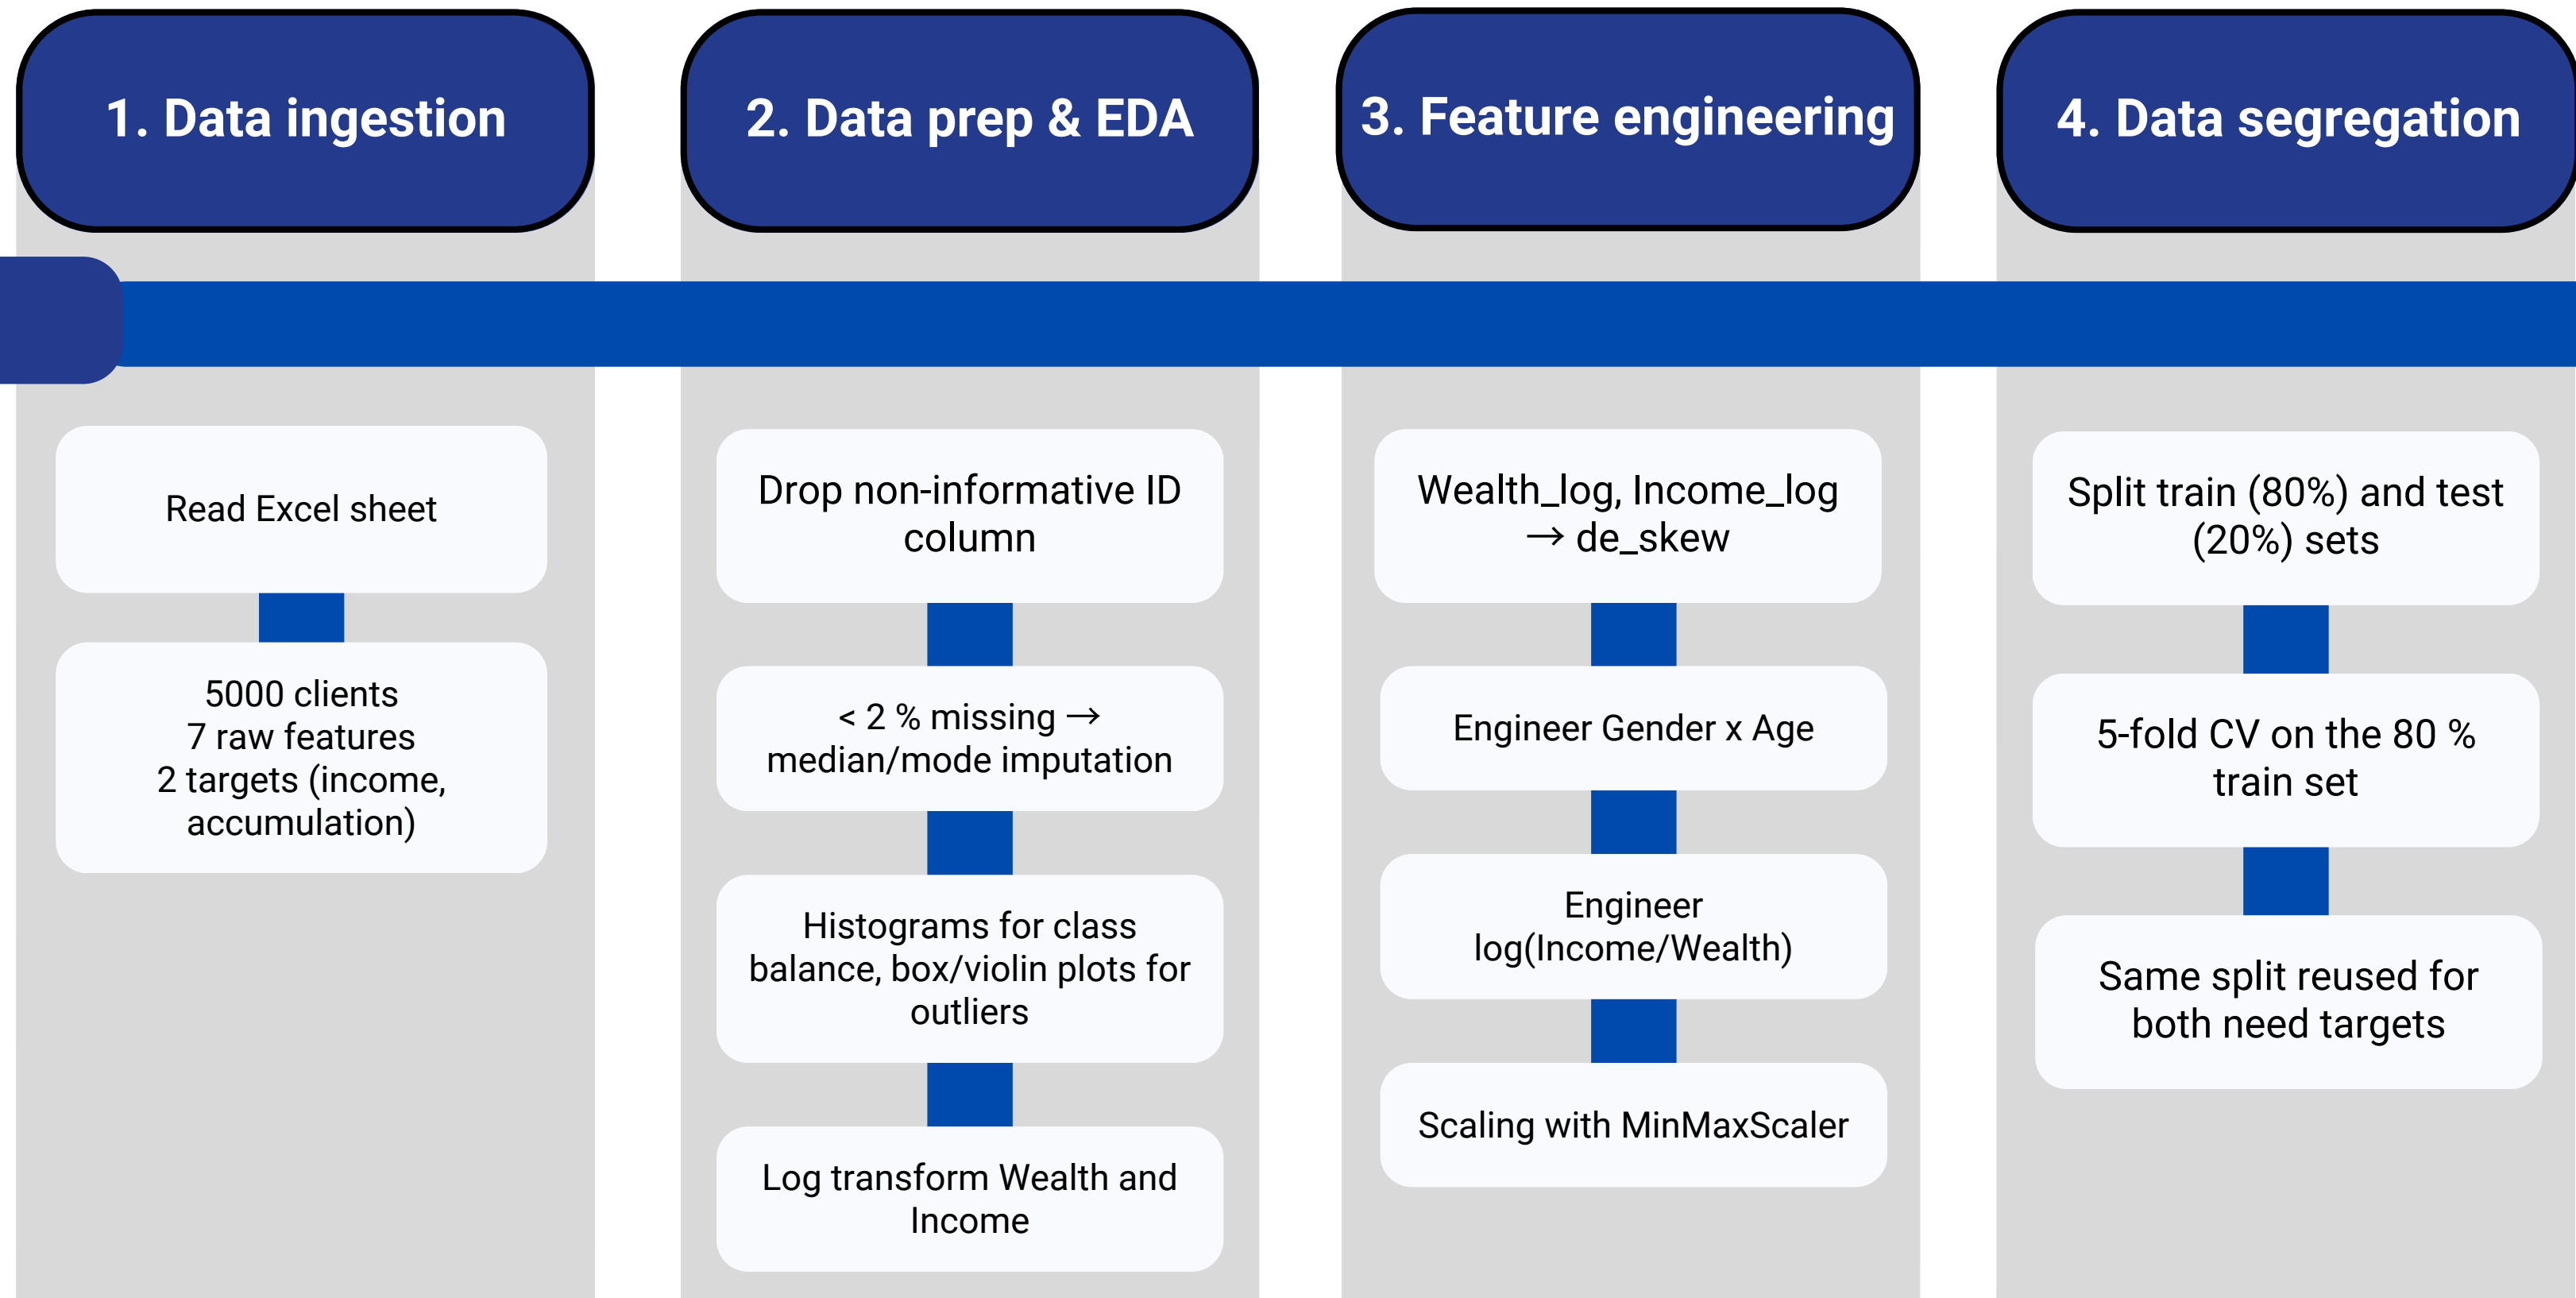 1. Data ingestion
Read Excel sheet
5000 clients
7 raw features
2 targets (income,
accumulation)
2. Data prep & EDA
Drop non-informative ID
column
< 2 % missing →
median/mode imputation
Histograms for class
balance, box/violin plots for
outliers
Log transform Wealth and
Income
3. Feature engineering
Wealth_log, Income_log
→ de_skew
Engineer Gender x Age
Engineer
log(Income/Wealth)
Scaling with MinMaxScaler
4. Data segregation
Split train (80%) and test
(20%) sets
5-fold CV on the 80 %
train set
Same split reused for
both need targets